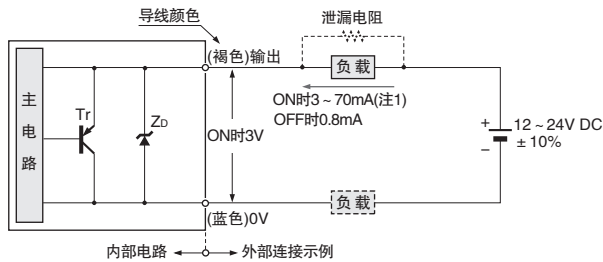 导线颜色
泄漏电阻
(褐色)输出
负载
主电路
Tr
ZD
ON时3V
ON时3~70mA(注1)
OFF时0.8mA
+
12~24V DC
−
±10%
(蓝色)0V
负载
内部电路
外部连接示例